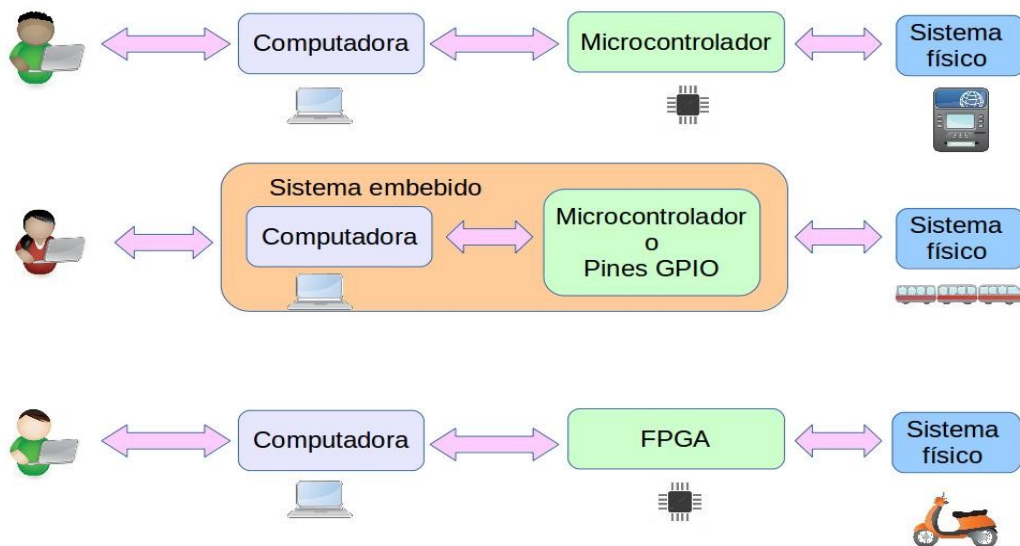 Computadora
Microcontrolador
Sistema
físico
Sistema embebido
Computadora
Microcontrolador
o
Pines GPIO
Sistema
físico
Computadora
FPGA
Sistema
físico